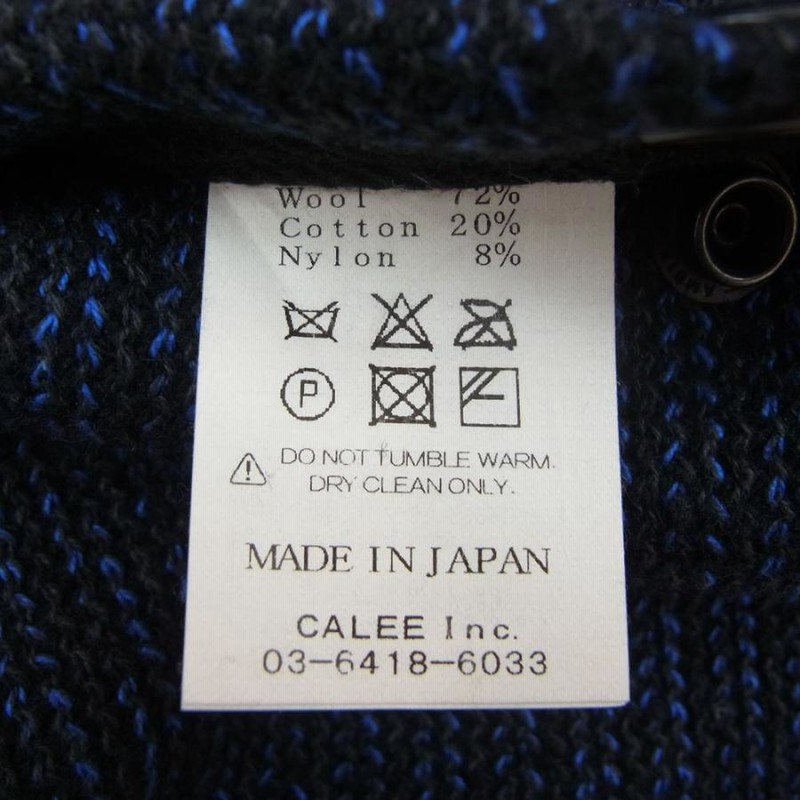 Wool 72%
Cotton 20%
Nylon 8%
P
DO NOT TUMBLE WARM.
DRY CLEAN ONLY.
MADE IN JAPAN
CALEE Inc.
03-6418-6033